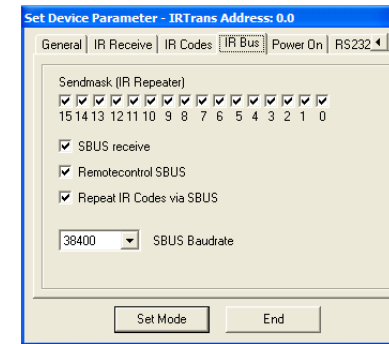 Set Device Parameter - IRTrans Address: 0.0
General IR Receive IR Codes IR Bus Power On RS232
Sendmask (IR Repeater)
15 14 13 12 11 10 9 8 7 6 5 4 3 2 1 0
SBUS receive
Remotecontrol SBUS
Repeat IR Codes via SBUS
38400 SBUS Baudrate
Set Mode End